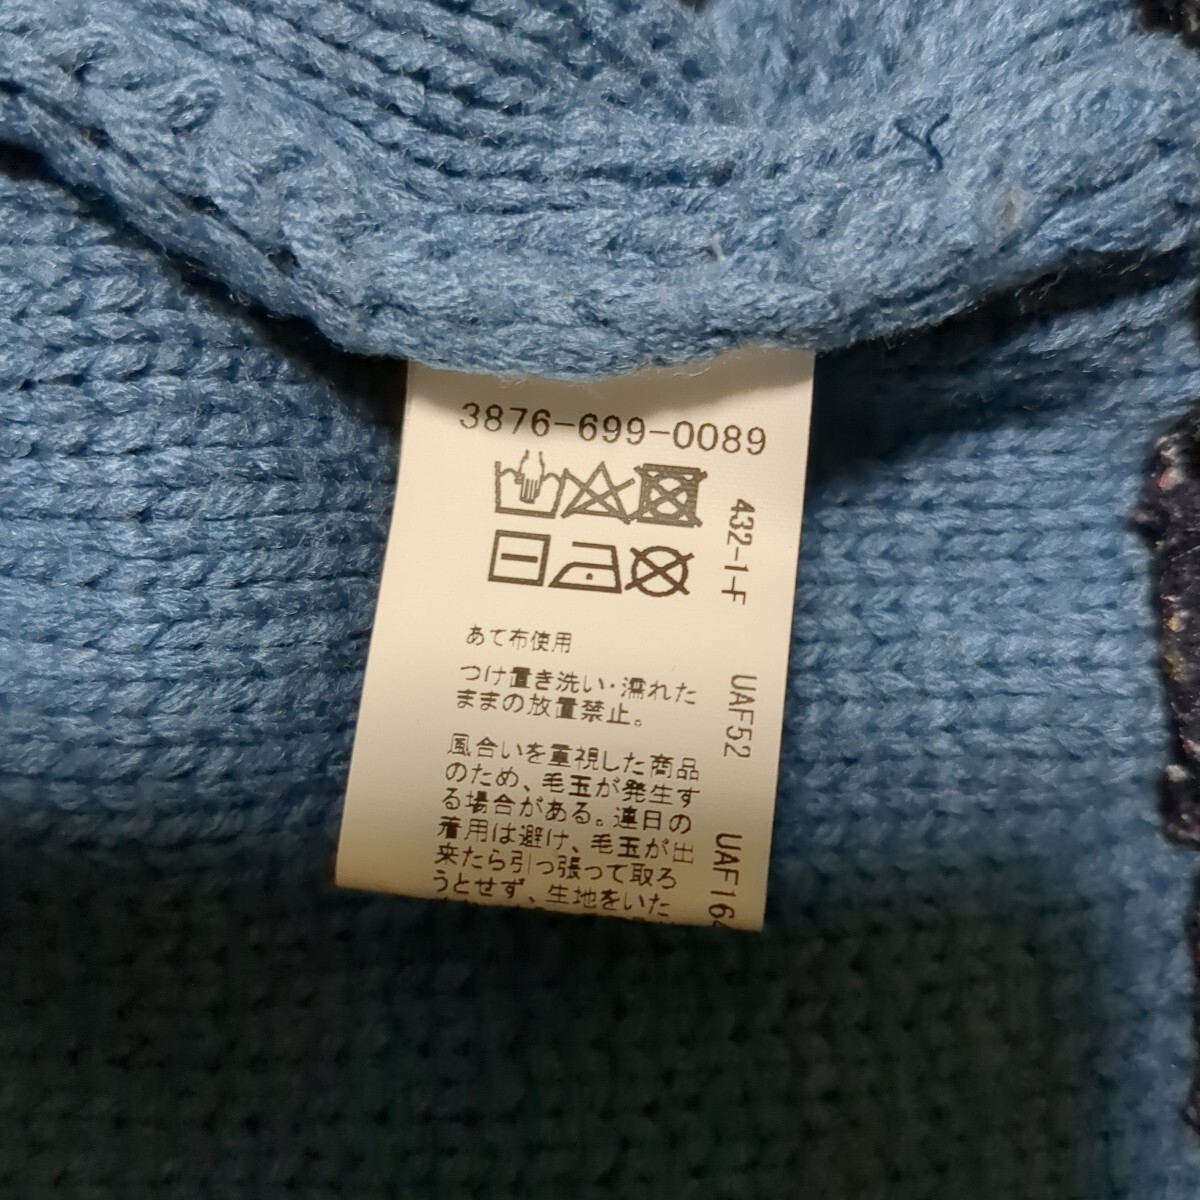 3876-699-0089
あて布使用
つけ置き洗い・濡れた
ままの放置禁止。
風合いを重視した商品
のため、毛玉が発生す
る場合がある。連日の
着用は避け、毛玉が出
来たら引っ張って取ろ
うとせず、生地をいた
432-1-F
UAF52
UAF164